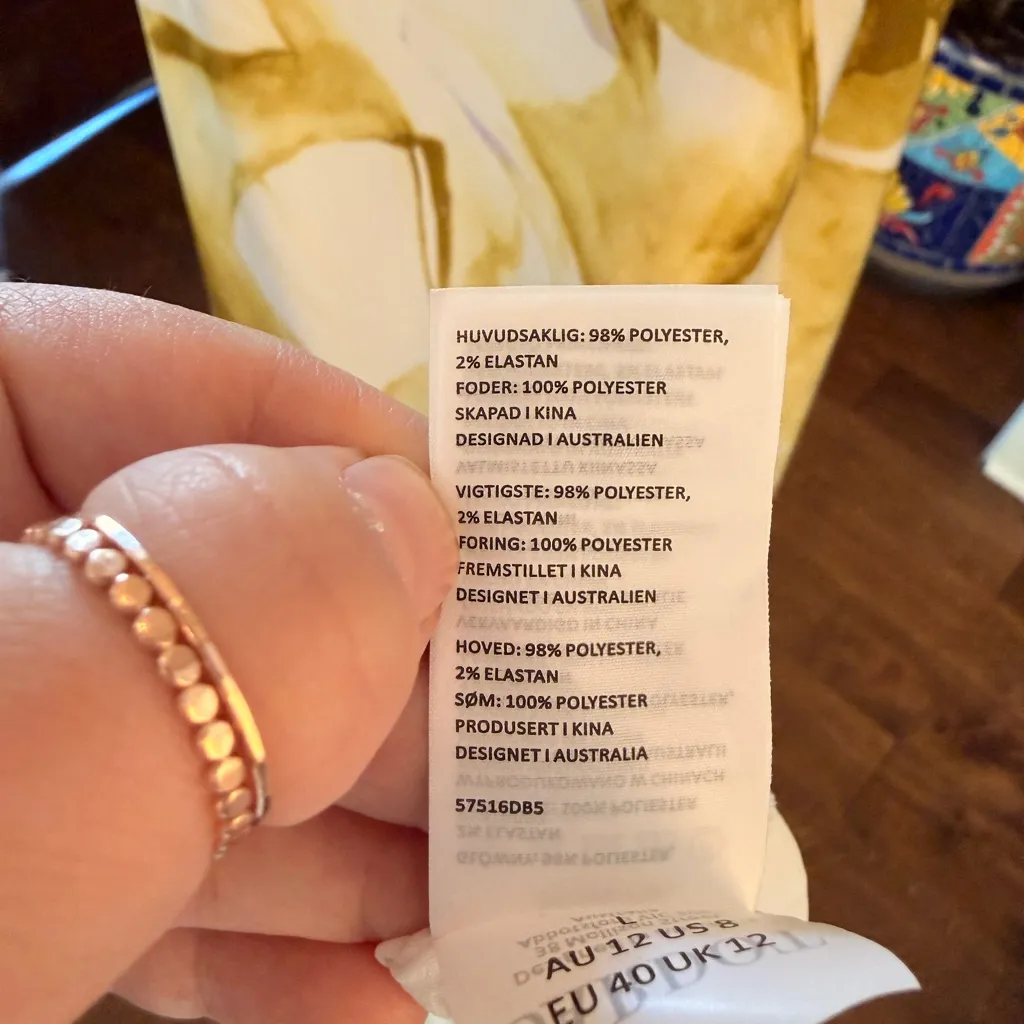 HUVUDSAKLIG: 98% POLYESTER,
2% ELASTAN
FODER: 100% POLYESTER
SKAPAD I KINA
DESIGNAD I AUSTRALIEN
VIGTIGSTE: 98% POLYESTER,
2% ELASTAN
FORING: 100% POLYESTER
FREMSTILLET I KINA
DESIGNET I AUSTRALIEN
HOVED: 98% POLYESTER,
2% ELASTAN
SØM: 100% POLYESTER
PRODUSERT I KINA
DESIGNET I AUSTRALIA
57516DB5
L
AU 12 US 8
EU 40 UK 12